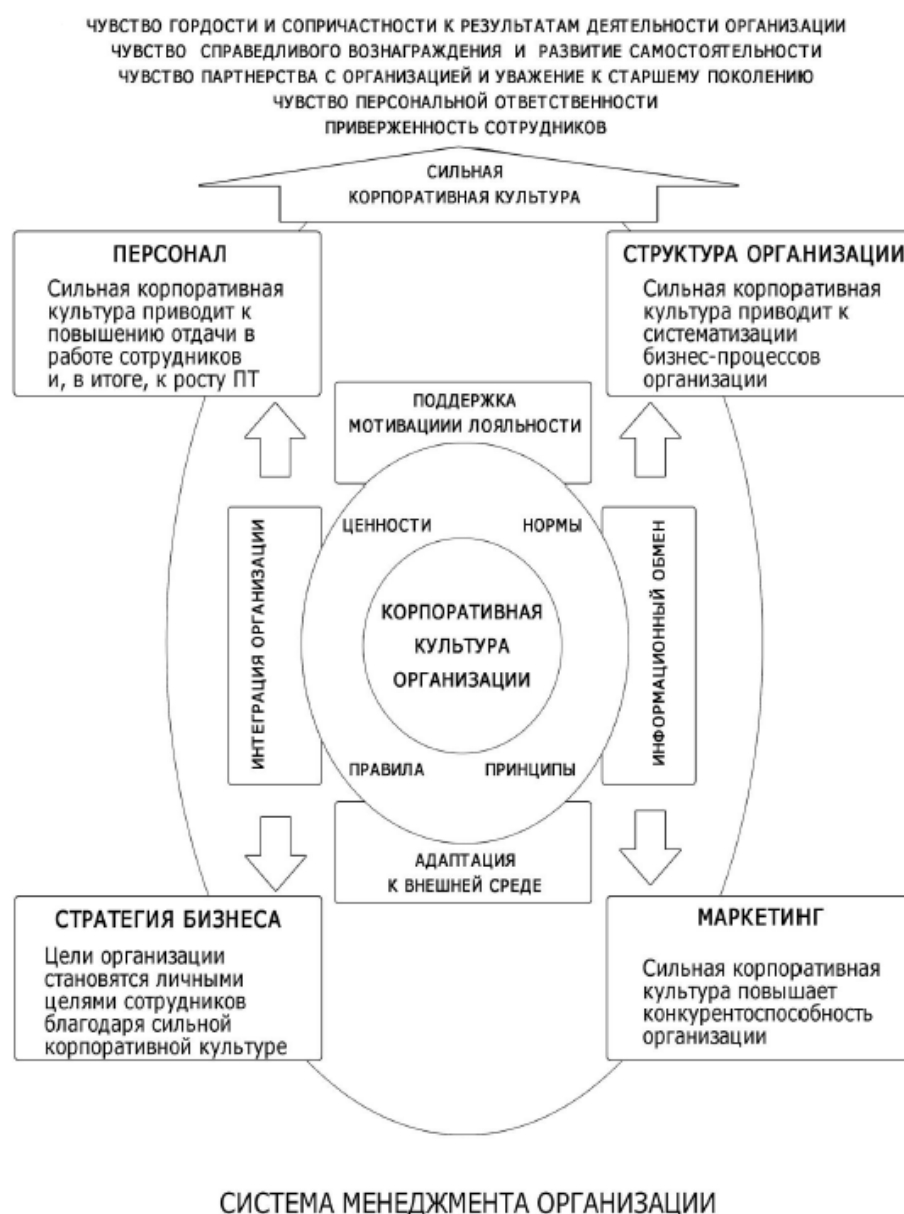 ЧУВСТВО ГОРДОСТИ И СОПРИЧАСТНОСТИ К РЕЗУЛЬТАТАМ ДЕЯТЕЛЬНОСТИ ОРГАНИЗАЦИИ
ЧУВСТВО СПРАВЕДЛИВОГО ВОЗНАГРАЖДЕНИЯ И РАЗВИТИЕ САМОСТОЯТЕЛЬНОСТИ
ЧУВСТВО ПАРТНЕРСТВА С ОРГАНИЗАЦИЕЙ И УВАЖЕНИЕ К СТАРШЕМУ ПОКОЛЕНИЮ
ЧУВСТВО ПЕРСОНАЛЬНОЙ ОТВЕТСТВЕННОСТИ
ПРИВЕРЖЕННОСТЬ СОТРУДНИКОВ
СИЛЬНАЯ
КОРПОРАТИВНАЯ КУЛЬТУРА
ПЕРСОНАЛ
Сильная корпоративная
культура приводит к
повышению отдачи в
работе сотрудников
и, в итоге, к росту ПТ
СТРУКТУРА ОРГАНИЗАЦИИ
Сильная корпоративная
культура приводит к
систематизации
бизнес-процессов
организации
ПОДДЕРЖКА
МОТИВАЦИИИ ЛОЯЛЬНОСТИ
ИНТЕГРАЦИЯ ОРГАНИЗАЦИИ
ЦЕННОСТИ
НОРМЫ
КОРПОРАТИВНАЯ
КУЛЬТУРА
ОРГАНИЗАЦИИ
ПРАВИЛА
ПРИНЦИПЫ
ИНФОРМАЦИОННЫЙ ОБМЕН
АДАПТАЦИЯ
К ВНЕШНЕЙ СРЕДЕ
СТРАТЕГИЯ БИЗНЕСА
Цели организации
становятся личными
целями сотрудников
благодаря сильной
корпоративной культуре
МАРКЕТИНГ
Сильная корпоративная
культура повышает
конкурентоспособность
организации
СИСТЕМА МЕНЕДЖМЕНТА ОРГАНИЗАЦИИ